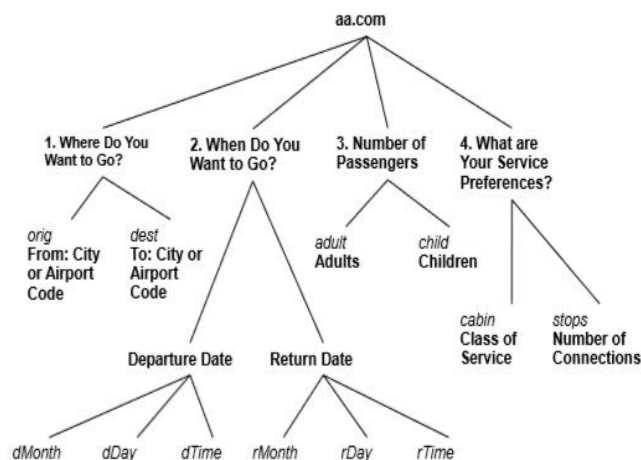 aa.com
1. Where Do You
Want to Go?
2. When Do You
Want to Go?
3. Number of
Passengers
4. What are
Your Service
Preferences?
orig
From: City
or Airport
Code
dest
To: City or
Airport
Code
adult
Adults
child
Children
cabin
Class of
Service
stops
Number of
Connections
Departure Date
Return Date
dMonth
dDay
dTime
rMonth
rDay
rTime